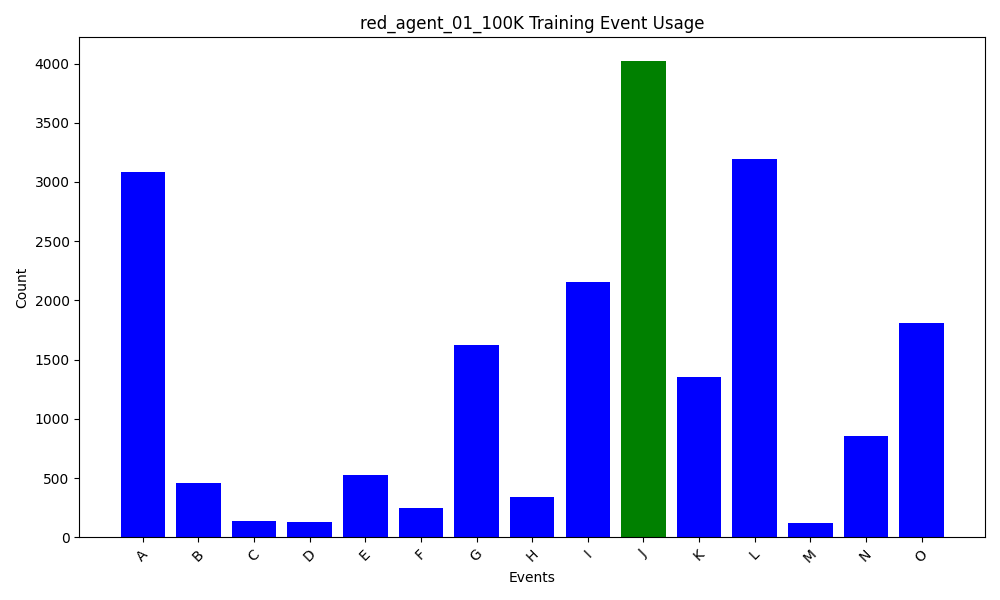 red_agent_01_100K Training Event Usage
Count
4000
3500
3000
2500
2000
1500
1000
500
0
A B C D E F G H I J K L M N O
Events